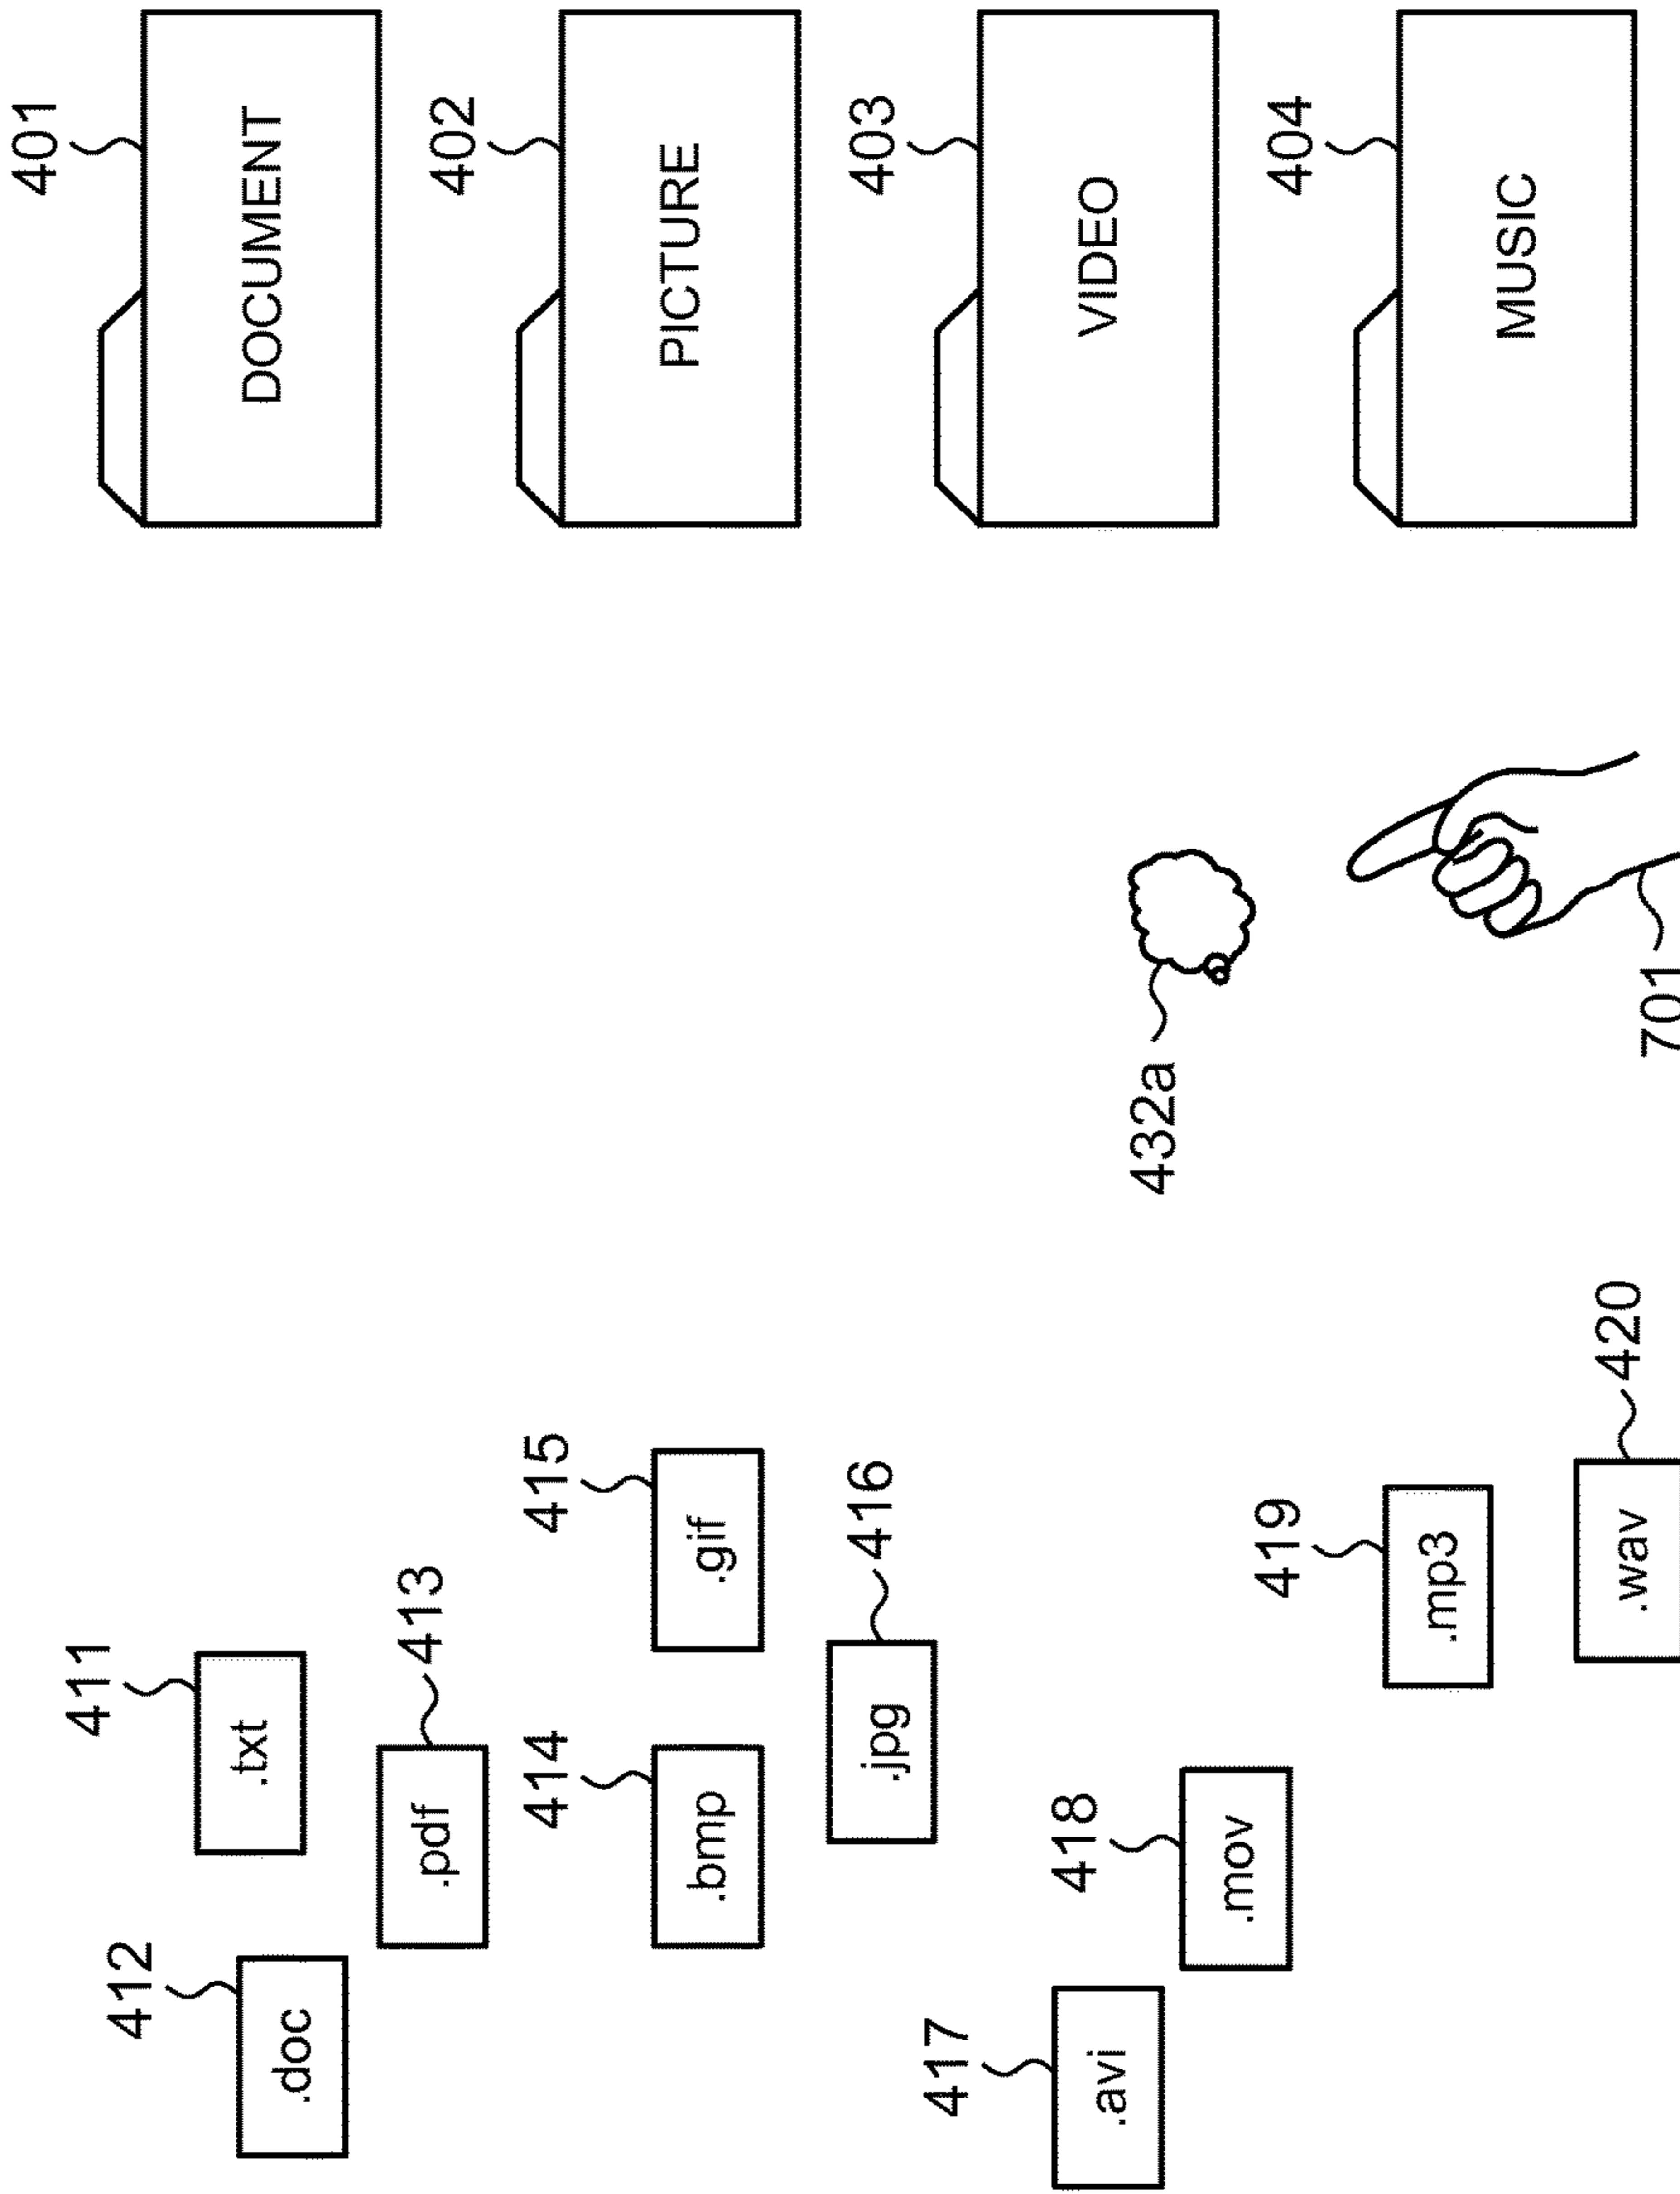 401
DOCUMENT
402
PICTURE
403
VIDEO
404
MUSIC
411
.txt
412
.doc
413
.pdf
414
.bmp
415
.gif
416
.jpg
417
.avi
418
.mov
419
.mp3
420
.wav
432a
701